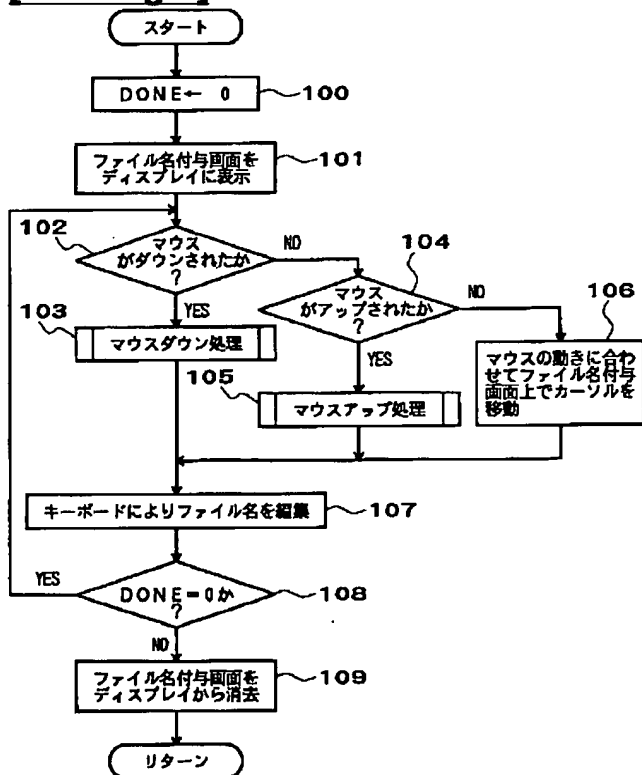 スタート
DONE← 0
100
ファイル名付与画面を
ディスプレイに表示
101
102
マウス
がダウンされたか
?
NO
YES
103
マウスダウン処理
104
マウス
がアップされたか
?
NO
YES
105
マウスアップ処理
106
マウスの動きに合わ
せてファイル名付与
画面上でカーソルを
移動
キーボードによりファイル名を編集
107
YES
DONE=0か
?
108
NO
ファイル名付与画面を
ディスプレイから消去
109
リターン